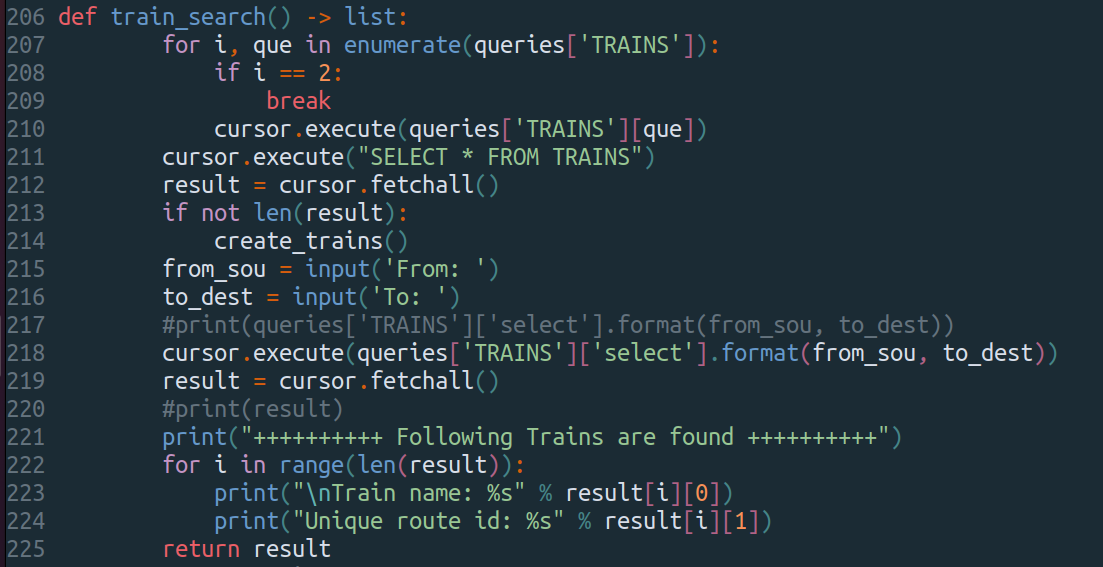 206 def train_search() -> list:
207         for i, que in enumerate(queries['TRAINS']):
208             if i == 2:
209                 break
210             cursor.execute(queries['TRAINS'][que])
211         cursor.execute("SELECT * FROM TRAINS")
212         result = cursor.fetchall()
213         if not len(result):
214             create_trains()
215         from_sou = input('From: ')
216         to_dest = input('To: ')
217         #print(queries['TRAINS']['select'].format(from_sou, to_dest))
218         cursor.execute(queries['TRAINS']['select'].format(from_sou, to_dest))
219         result = cursor.fetchall()
220         #print(result)
221         print("++++++++++ Following Trains are found ++++++++++")
222         for i in range(len(result)):
223             print("\nTrain name: %s" % result[i][0])
224             print("Unique route id: %s" % result[i][1])
225         return result